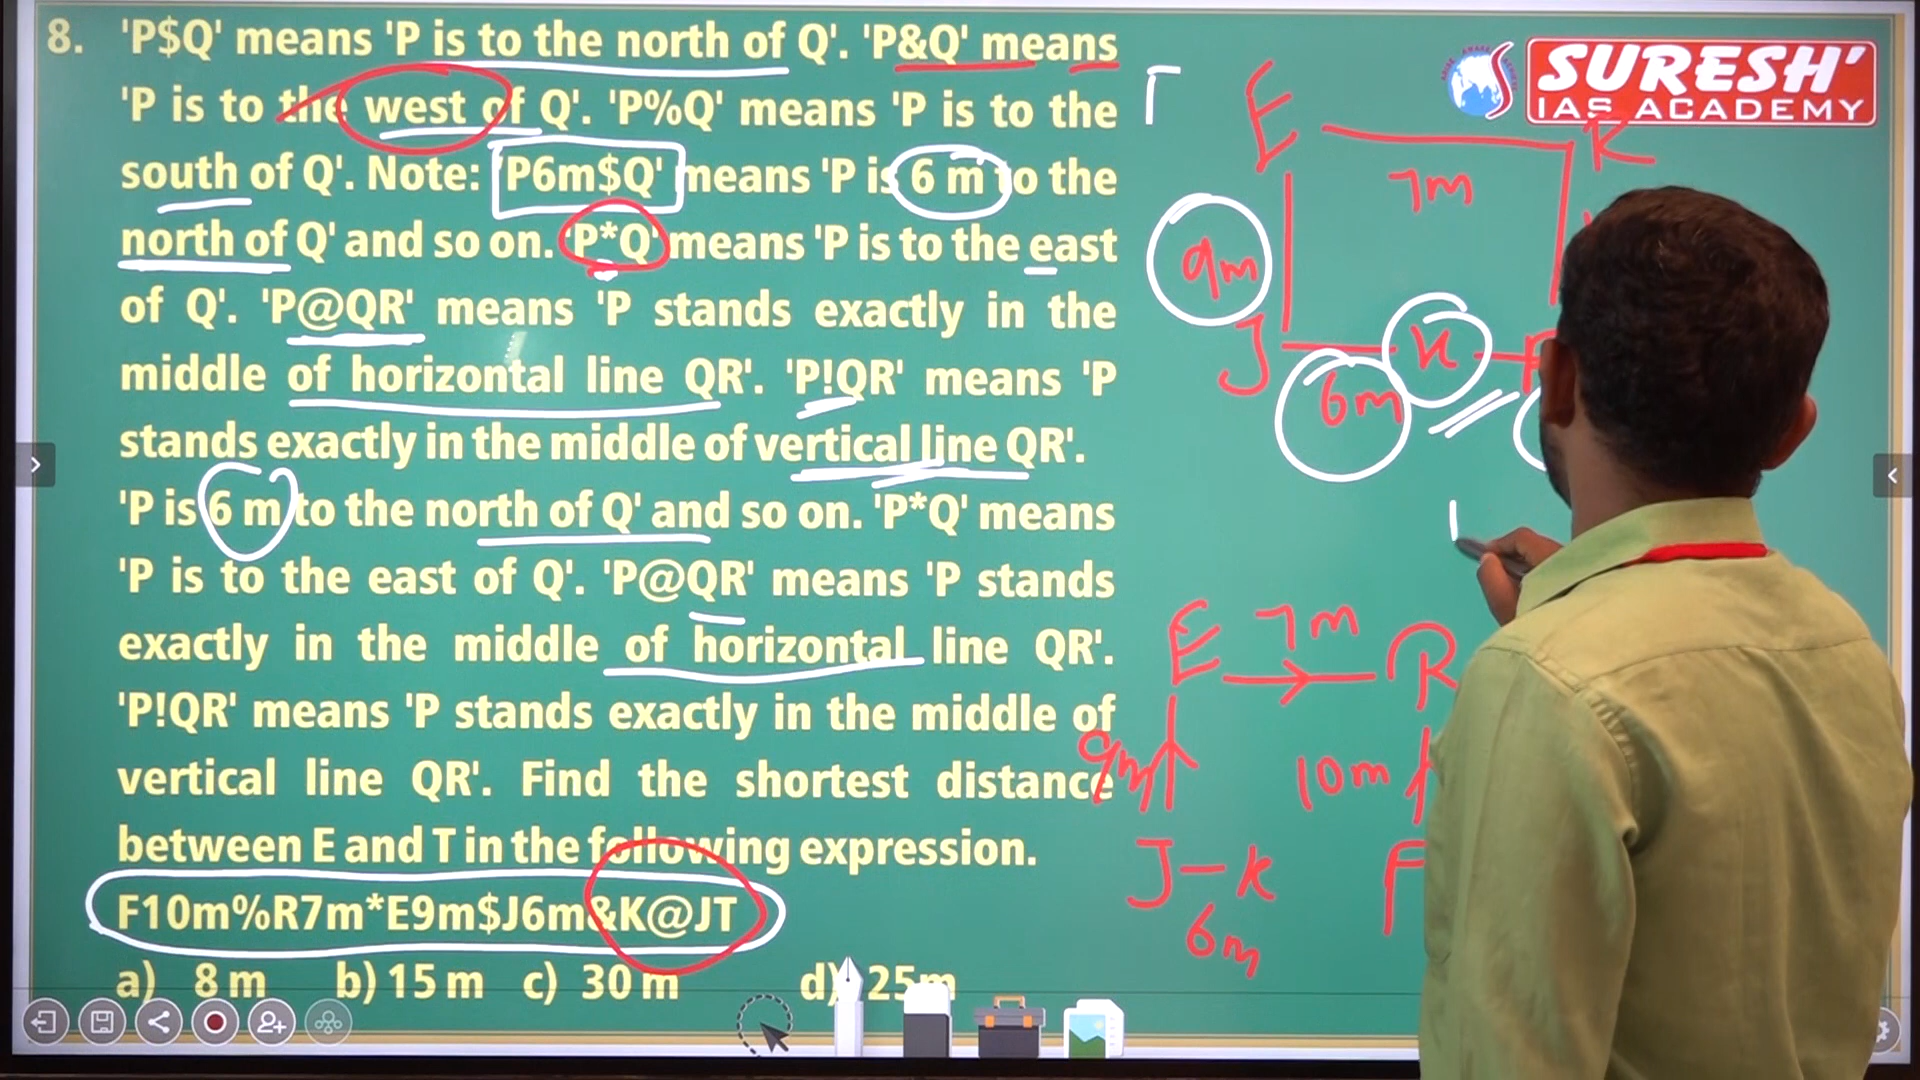 8. 'P$Q' means 'P is to the north of Q'. 'P&Q' means
'P is to the west of Q'. 'P%Q' means 'P is to the
south of Q'. Note: 'P6m$Q' means 'P is 6 m to the
north of Q' and so on. 'P*Q' means 'P is to the east
of Q'. 'P@QR' means 'P stands exactly in the
middle of horizontal line QR'. 'P!QR' means 'P
stands exactly in the middle of vertical line QR'.
'P is 6 m to the north of Q' and so on. 'P*Q' means
'P is to the east of Q'. 'P@QR' means 'P stands
exactly in the middle of horizontal line QR'.
'P!QR' means 'P stands exactly in the middle of
vertical line QR'. Find the shortest distance
between E and T in the following expression.
F10m%R7m*E9m$J6m&K@JT
a) 8 m b) 15 m c) 30 m d) 25 m
SURESH'
IAS ACADEMY
E R
7m
9m
J K
6m
E 7m R
9m 10m
J - K F
6m